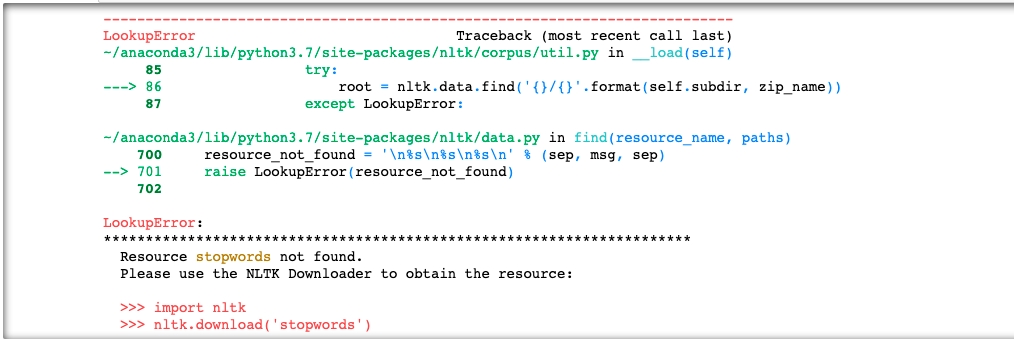 ---------------------------------------------------------------------------
LookupError                               Traceback (most recent call last)
~/anaconda3/lib/python3.7/site-packages/nltk/corpus/util.py in __load(self)
     85                 try:
---> 86                     root = nltk.data.find('{}/{}'.format(self.subdir, zip_name))
     87                 except LookupError:
~/anaconda3/lib/python3.7/site-packages/nltk/data.py in find(resource_name, paths)
    700     resource_not_found = '\n%s\n%s\n%s\n' % (sep, msg, sep)
--> 701     raise LookupError(resource_not_found)
    702
LookupError:
**********************************************************************
  Resource stopwords not found.
  Please use the NLTK Downloader to obtain the resource:
  >>> import nltk
  >>> nltk.download('stopwords')